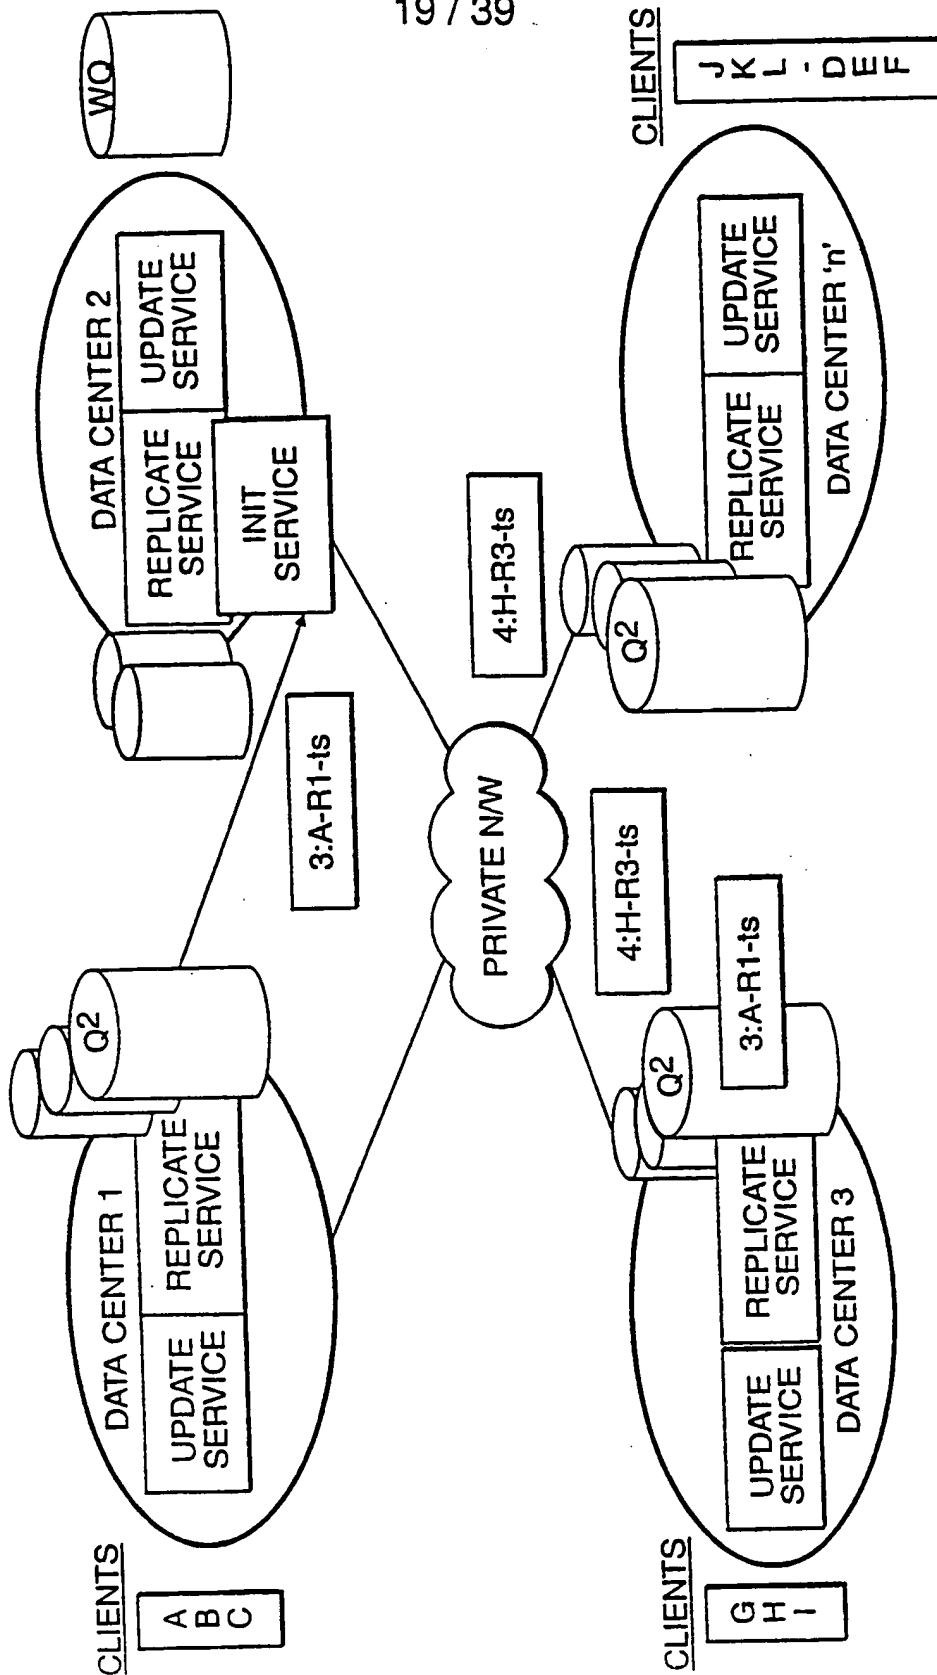 19 / 39
CLIENTS
A
B
C
DATA CENTER 1
UPDATE
SERVICE
REPLICATE
SERVICE
Q2
3:A-R1-ts
DATA CENTER 2
REPLICATE
SERVICE
UPDATE
SERVICE
INIT
SERVICE
WQ
PRIVATE N/W
4:H-R3-ts
4:H-R3-ts
CLIENTS
G
H
I
UPDATE
SERVICE
REPLICATE
SERVICE
DATA CENTER 3
Q2
3:A-R1-ts
Q2
REPLICATE
SERVICE
UPDATE
SERVICE
DATA CENTER 'n'
CLIENTS
J
K
L
-
D
E
F